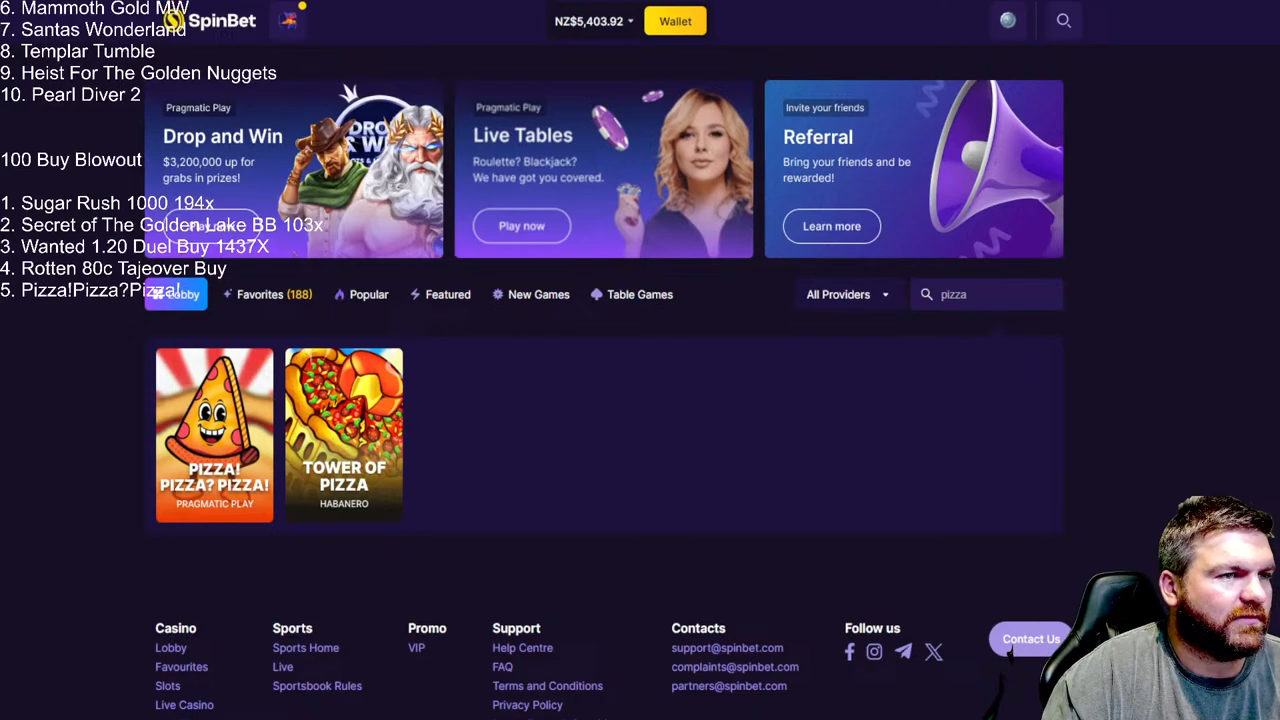 6. Mammoth Gold MW
7. Santas Wonderland
8. Templar Tumble
9. Heist For The Golden Nuggets
10. Pearl Diver 2
100 Buy Blowout
1. Sugar Rush 1000 194x
2. Secret of The Golden Lake BB 103x
3. Wanted 1.20 Duel Buy 1437X
4. Rotten 80c Tajeover Buy
5. Pizza!Pizza?Pizza!
SpinBet
NZ$5,403.92
Wallet
Pragmatic Play
Drop and Win
$3,200,000 up for
grabs in prizes!
Pragmatic Play
Live Tables
Roulette? Blackjack?
We have got you covered.
Play now
Invite your friends
Referral
Bring your friends and be
rewarded!
Learn more
Lobby
Favorites (188)
Popular
Featured
New Games
Table Games
All Providers
pizza
PIZZA!
PIZZA? PIZZA!
PRAGMATIC PLAY
TOWER OF
PIZZA
HABANERO
Casino
Lobby
Favourites
Slots
Live Casino
Sports
Sports Home
Live
Sportsbook Rules
Promo
VIP
Support
Help Centre
FAQ
Terms and Conditions
Privacy Policy
Contacts
support@spinbet.com
complaints@spinbet.com
partners@spinbet.com
Follow us
Contact Us